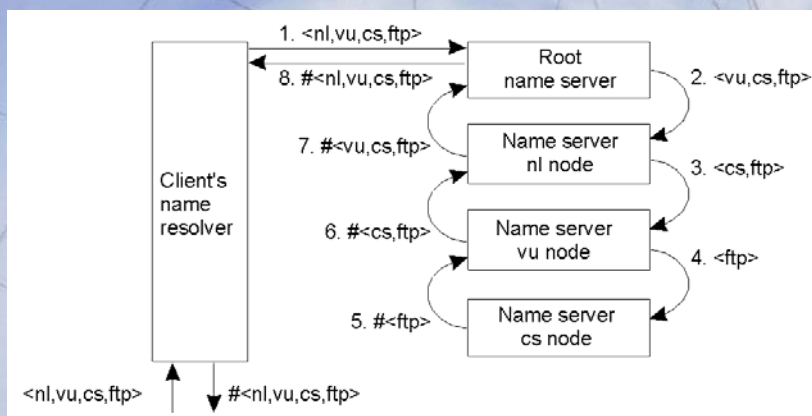 1. <nl,vu,cs,ftp>
8. #<nl,vu,cs,ftp>
Root
name server
2. <vu,cs,ftp>
7. #<vu,cs,ftp>
Name server
nl node
3. <cs,ftp>
Client's
name
resolver
6. #<cs,ftp>
Name server
vu node
4. <ftp>
5. #<ftp>
Name server
cs node
<nl,vu,cs,ftp>
#<nl,vu,cs,ftp>